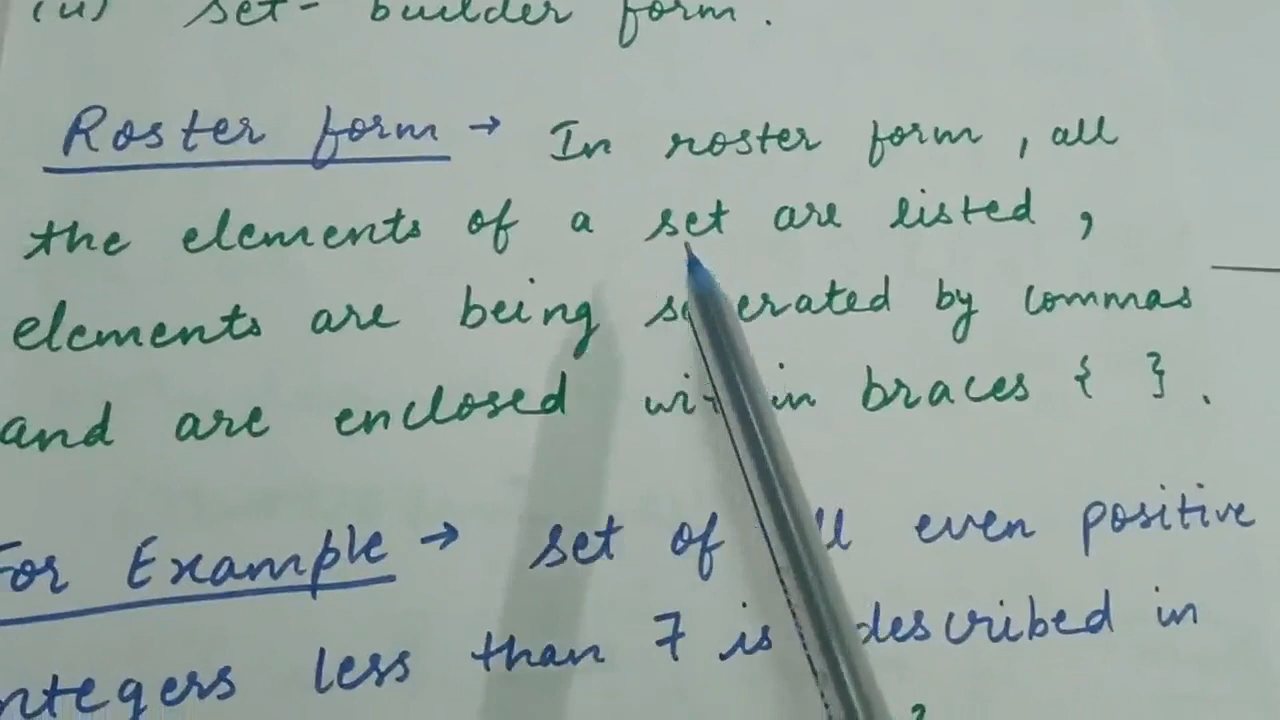 (ii) set- builder form.
Roster form → In roster form, all
the elements of a set are listed,
elements are being by commas
and are enclosed braces { }.
For Example → set of even positive
integers less than 7 is described in